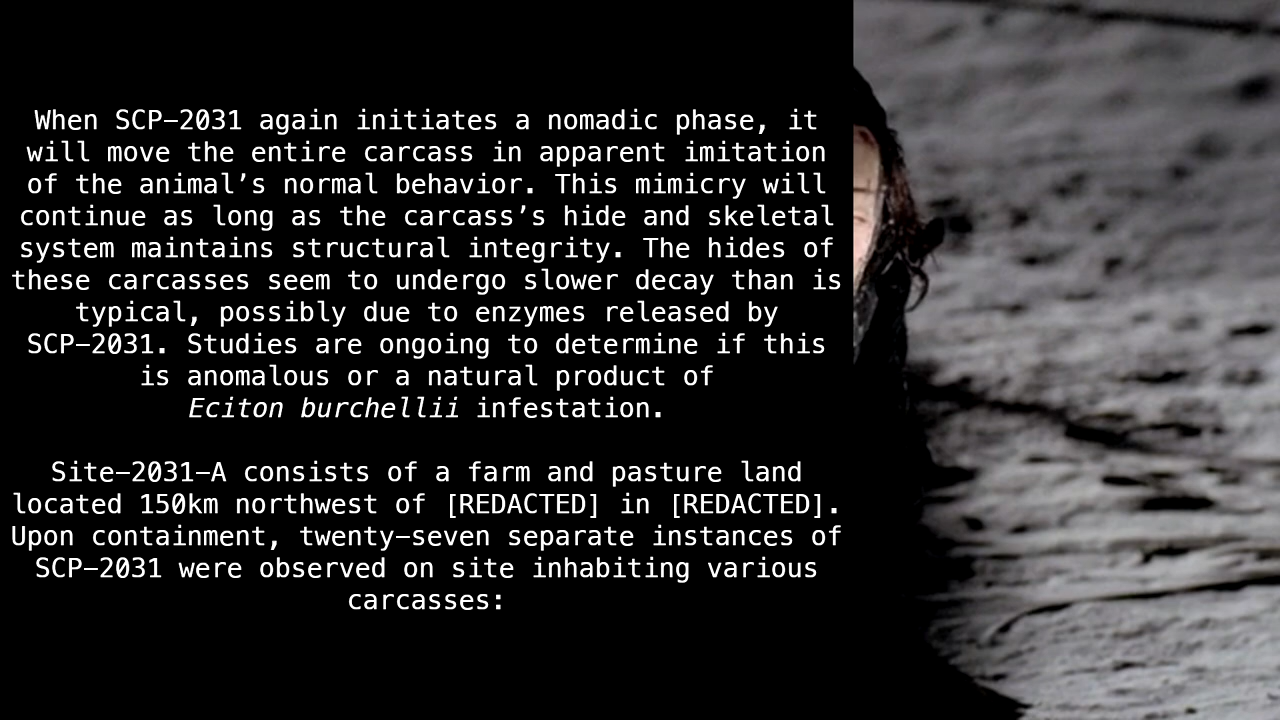 When SCP–2031 again initiates a nomadic phase, it
will move the entire carcass in apparent imitation
of the animal’s normal behavior. This mimicry will
continue as long as the carcass’s hide and skeletal
system maintains structural integrity. The hides of
these carcasses seem to undergo slower decay than is
typical, possibly due to enzymes released by
SCP–2031. Studies are ongoing to determine if this
is anomalous or a natural product of
Eciton burchellii infestation.
Site–2031–A consists of a farm and pasture land
located 150km northwest of [REDACTED] in [REDACTED].
Upon containment, twenty–seven separate instances of
SCP–2031 were observed on site inhabiting various
carcasses: